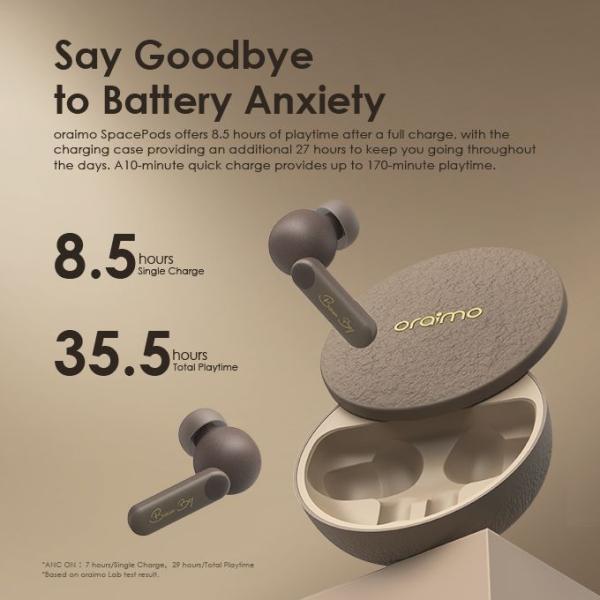 Say Goodbye
to Battery Anxiety
oraimo SpacePods offers 8.5 hours of playtime after a full charge, with the
charging case providing an additional 27 hours to keep you going throughout
the days. A10-minute quick charge provides up to 170-minute playtime.
8.5 hours
Single Charge
35.5 hours
Total Playtime
oraimo
*ANC ON： 7 hours/Single Charge，29 hours/Total Playtime
*Based on oraimo Lab test result.